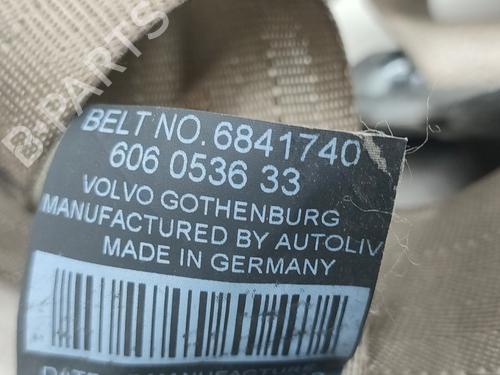 B-PARTS
BELT NO. 6841740
606 0536 33
VOLVO GOTHENBURG
MANUFACTURED BY AUTOLIV
MADE IN GERMANY